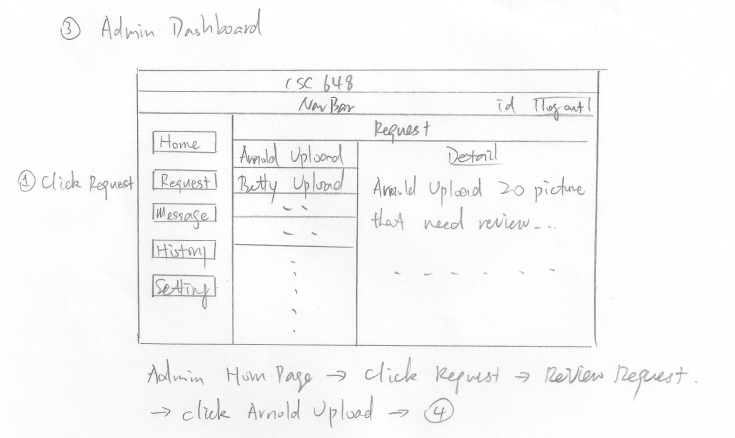 ③ Admin Dashboard
CSC 648
Nav Bar id logout
Request
Home
Arnold Upload
Detail
① Click Request
Request
Betty Upload
Arnold Upload 20 picture
that need review...
Message
History
Setting
Admin Hom Page → click Request → Review Request.
→ click Arnold Upload → ④